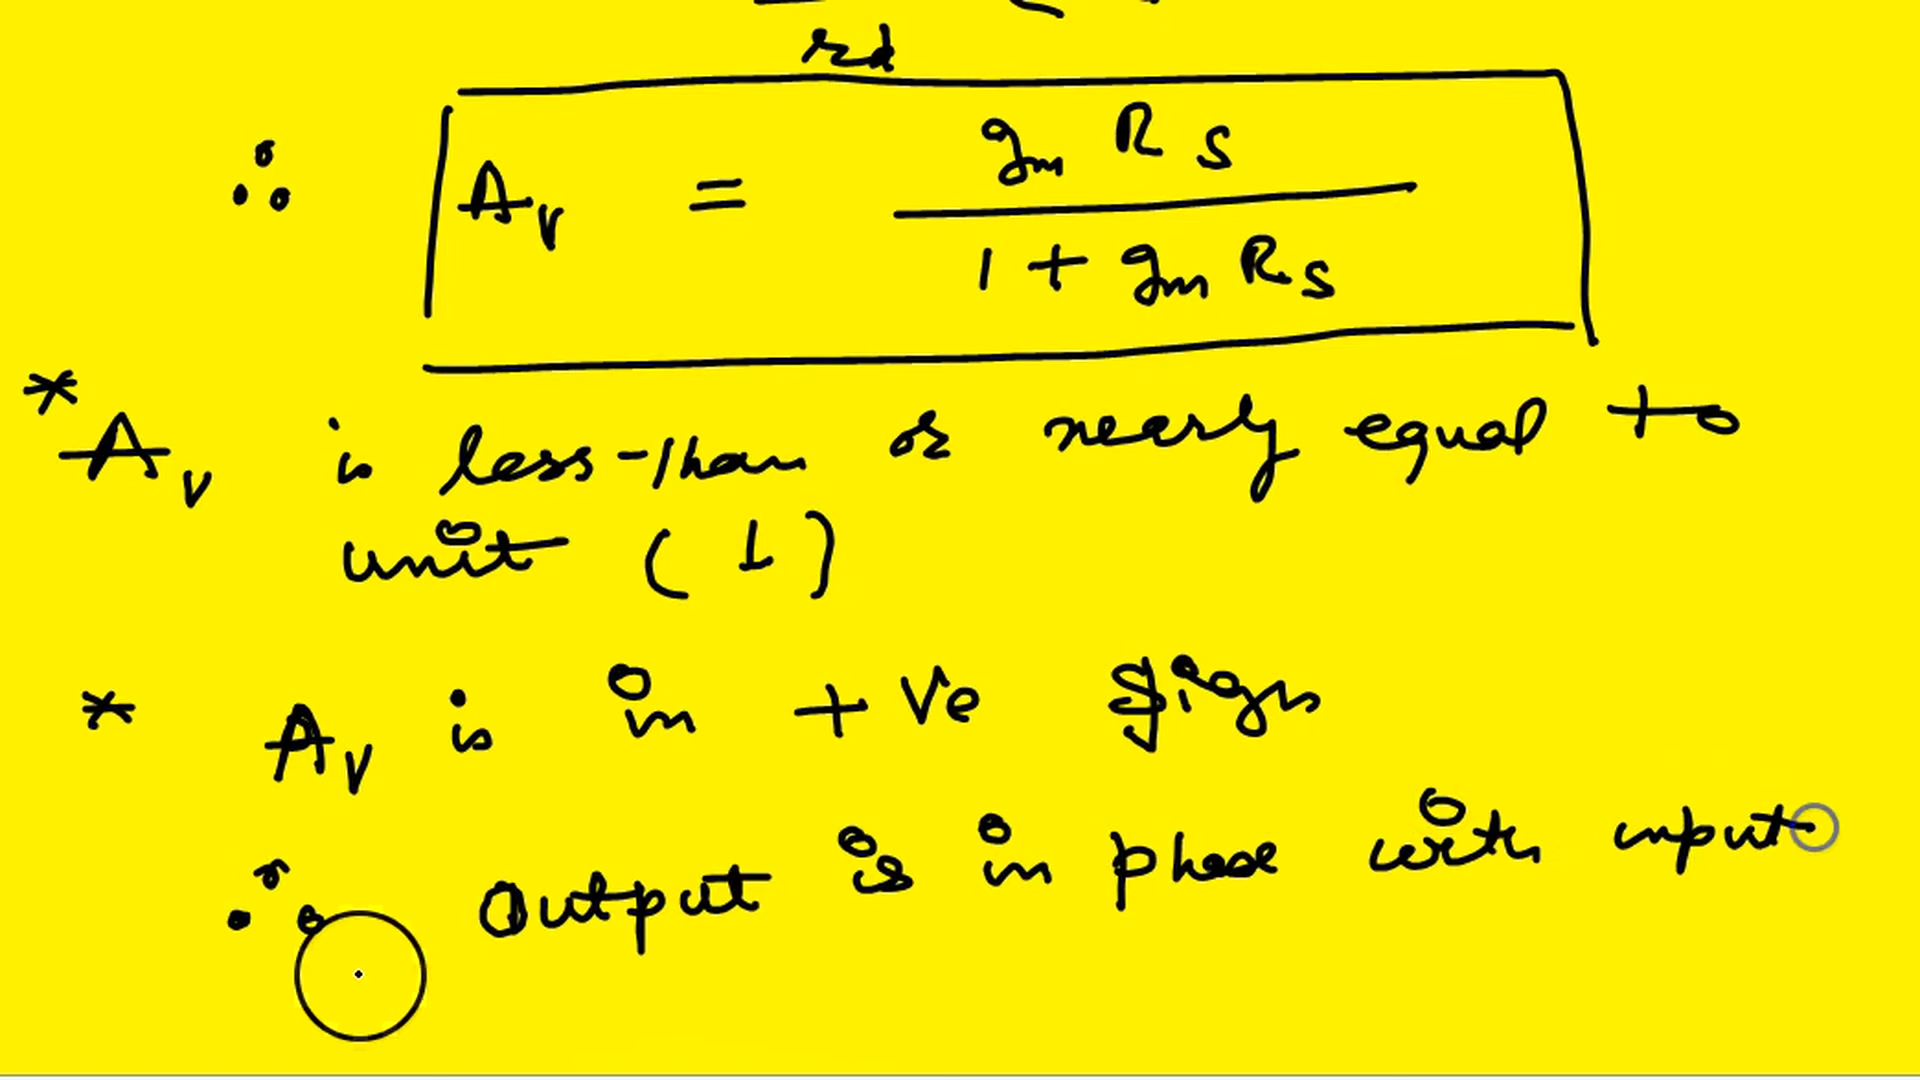 rd
∴ Av = gm Rs / 1 + gm Rs
* Av is less than or nearly equal to
unit (1)
* Av is in +ve sign
∴ Output is in phase with input